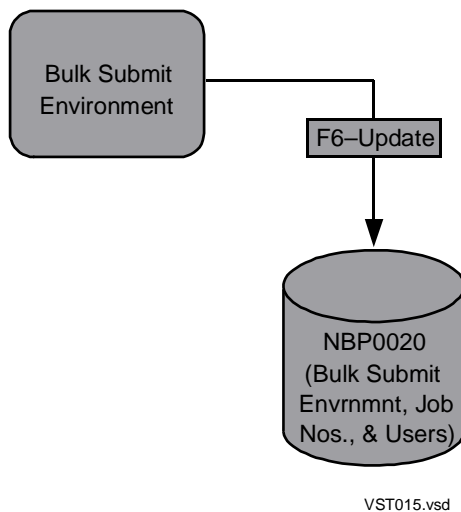 Bulk Submit
Environment
F6–Update
NBP0020
(Bulk Submit
Envrnmnt, Job
Nos., & Users)
VST015.vsd